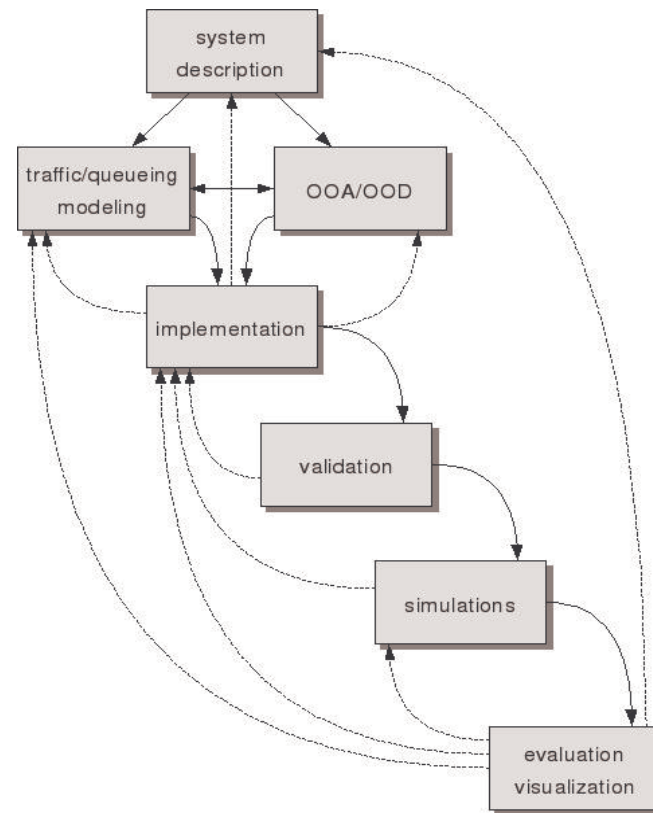 system
description
traffic/queueing
modeling
OOA/OOD
implementation
validation
simulations
evaluation
visualization